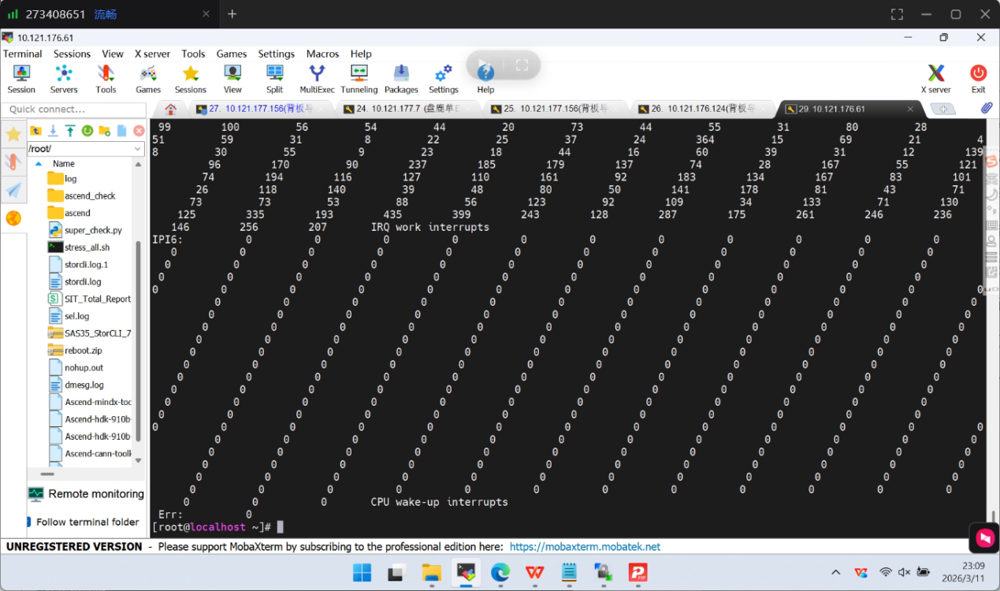 273408651 流畅
10.121.176.61
Terminal Sessions View X server Tools Games Settings Macros Help
Session Servers Tools Games Sessions View Split MultiExec Tunneling Packages Settings Help X server Exit
Quick connect...
27. 10.121.177.156(背板导
24. 10.121.177.7 (盘鹿单
25. 10.121.177.156(背板导
26. 10.121.176.124(背板导
29. 10.121.176.61
/root/
Name
log
ascend_check
ascend
super_check.py
stress_all.sh
storcli.log.1
storcli.log
SIT_Total_Report
sel.log
SAS35_StorCLI_7
reboot.zip
nohup.out
dmesg.log
Ascend-mindx-too
Ascend-hdk-910b-
Ascend-hdk-910b-
Ascend-cann-toolk
Remote monitoring
Follow terminal folder
99 100 56 54 44 20 73 44 55 31 80 28
51 59 31 8 22 25 37 24 364 15 69 21 4
8 30 55 9 23 18 44 16 60 39 31 12 139
96 170 90 237 185 179 137 74 28 167 55 121
74 194 116 127 110 161 92 183 134 167 83 101
26 118 140 39 48 80 50 141 178 81 43 71
73 73 53 88 56 123 92 109 34 133 71 130
125 335 193 435 399 243 128 287 175 261 246 236
146 256 207 IRQ work interrupts
IPI6: 0 0 0 0 0 0 0 0 0 0 0
0 0 0 0 0 0 0 0 0 0 0 0
0 0 0 0 0 0 0 0 0 0 0 0
0 0 0 0 0 0 0 0 0 0 0 0
0 0 0 0 0 0 0 0 0 0 0 0 0
0 0 0 0 0 0 0 0 0 0 0 0
0 0 0 0 0 0 0 0 0 0 0 0
0 0 0 0 0 0 0 0 0 0 0 0
0 0 0 0 0 0 0 0 0 0 0 0
0 0 0 0 0 0 0 0 0 0 0 0
0 0 0 0 0 0 0 0 0 0 0 0
0 0 0 0 0 0 0 0 0 0 0 0
0 0 0 0 0 0 0 0 0 0 0 0
0 0 0 0 0 0 0 0 0 0 0 0
0 0 0 0 0 0 0 0 0 0 0 0
0 0 0 0 0 0 0 0 0 0 0 0 0
0 0 0 0 0 0 0 0 0 0 0 0
0 0 0 0 0 0 0 0 0 0 0 0
0 0 0 0 0 0 0 0 0 0 0 0
0 0 0 0 0 0 0 0 0 0 0 0
0 0 0 0 0 0 0 0 0 0 0 0
0 0 0 CPU wake-up interrupts
Err: 0
[root@localhost ~]#
UNREGISTERED VERSION - Please support MobaXterm by subscribing to the professional edition here: https://mobaxterm.mobatek.net
23:09
2026/3/11